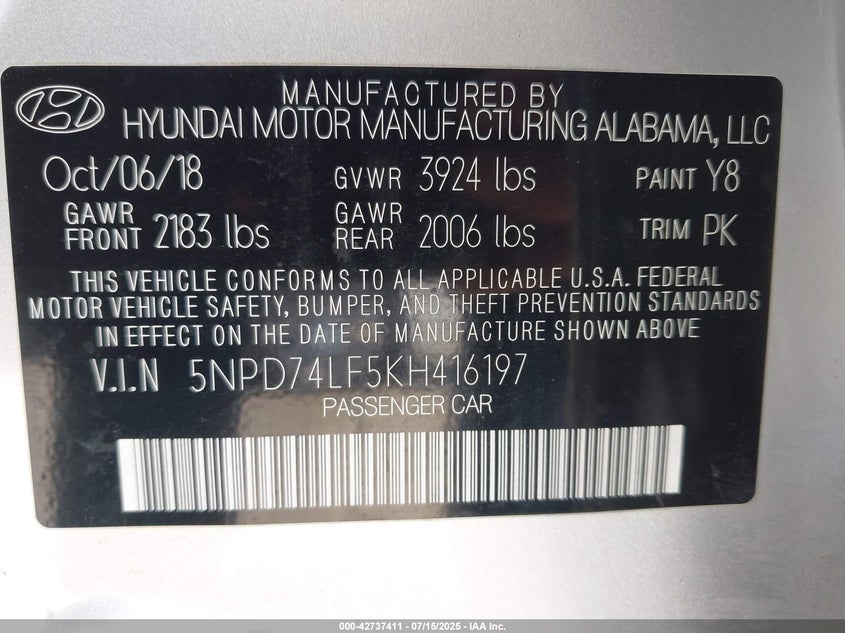 MANUFACTURED BY
HYUNDAI MOTOR MANUFACTURING ALABAMA, LLC
Oct/06/18 GVWR 3924 lbs PAINT Y8
GAWR FRONT 2183 lbs GAWR REAR 2006 lbs TRIM PK
THIS VEHICLE CONFORMS TO ALL APPLICABLE U.S.A. FEDERAL
MOTOR VEHICLE SAFETY, BUMPER, AND THEFT PREVENTION STANDARDS
IN EFFECT ON THE DATE OF MANUFACTURE SHOWN ABOVE
V.I.N 5NPD74LF5KH416197
PASSENGER CAR
000-42737411 - 07/15/2025 - IAA Inc.